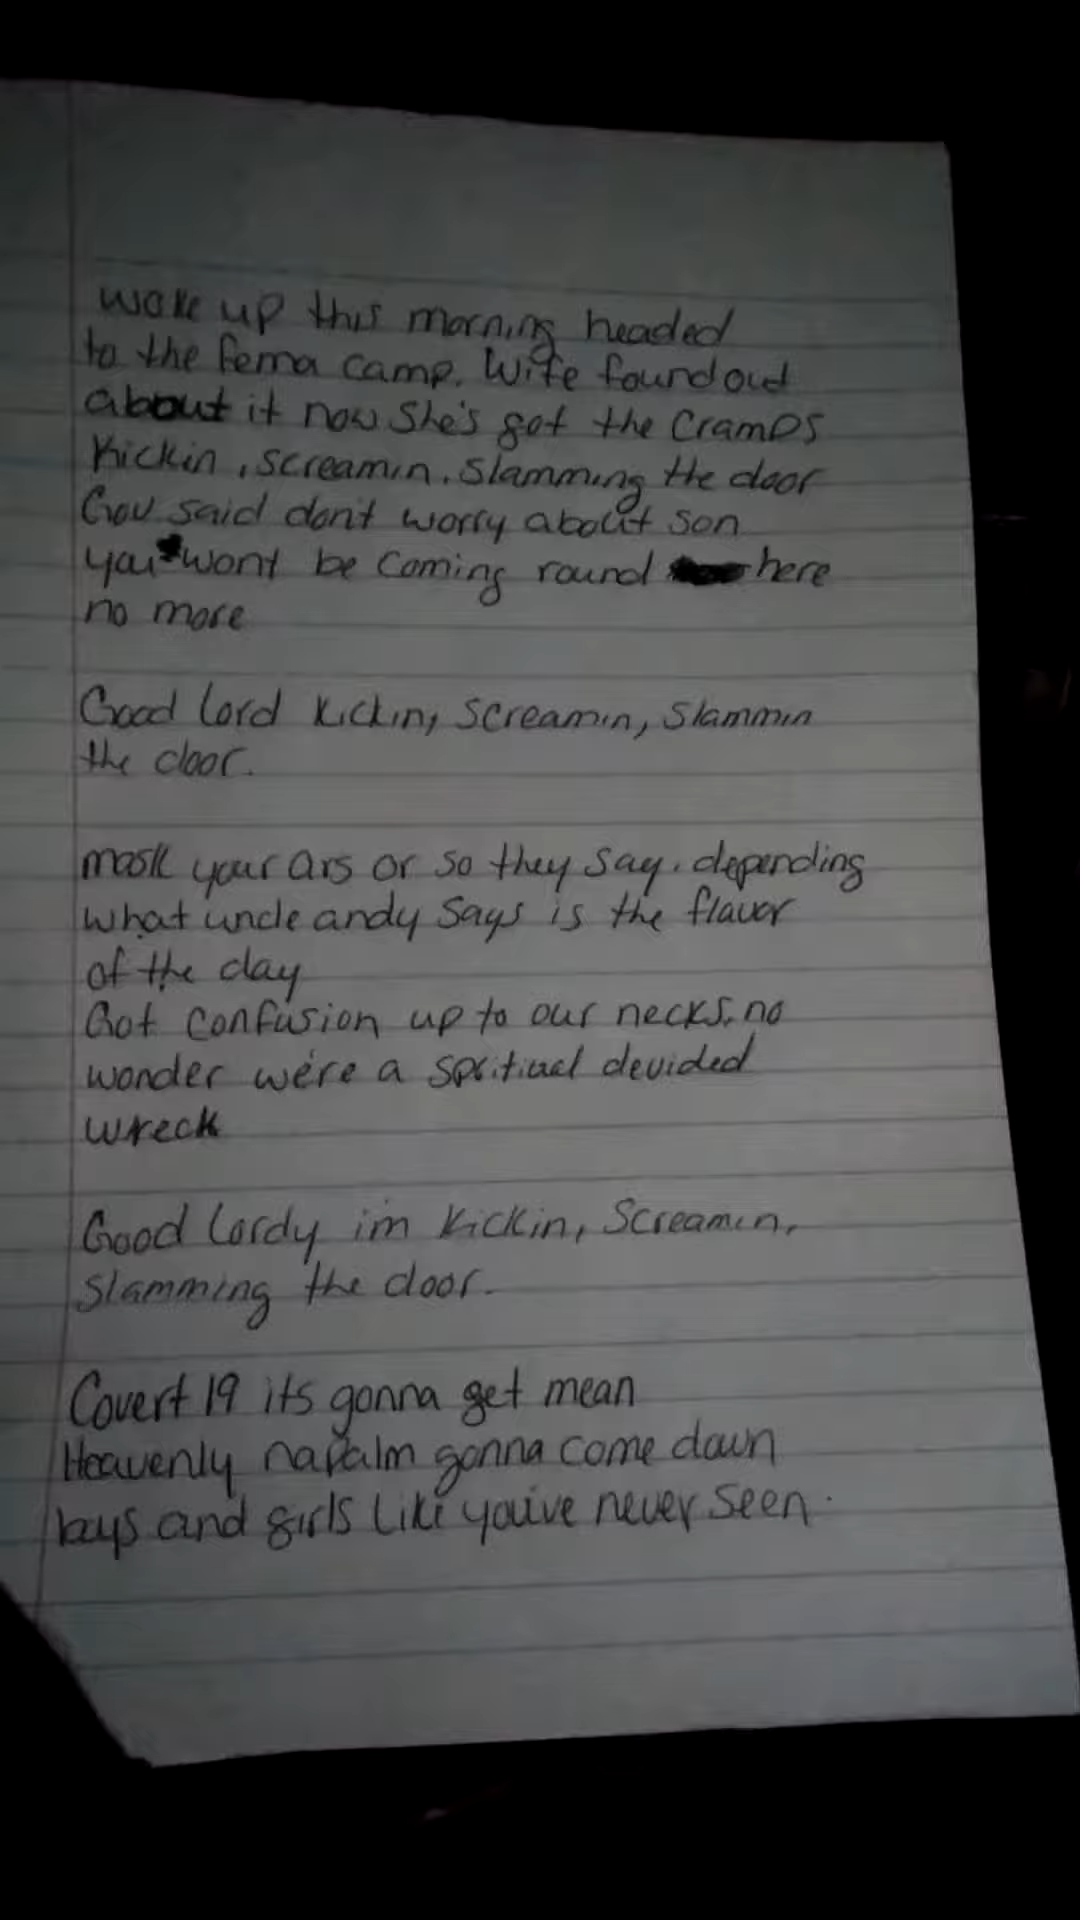 wake up this morning headed
to the fema camp. Wife found out
about it now She's got the Cramps
Kickin, screamin, slamming the door
Gov said don't worry about son
you wont be Coming round here
no more
Good Lord Kickin, Screamin, Slammin
the door.
mask your ars or so they say. depending
what uncle andy Says is the flavor
of the day
Got Confusion up to our necks. no
wonder we're a spritiual devided
wreck
Good Lordy i'm Kickin, Screamin,
Slamming the door.
Covert 19 its gonna get mean
Heavenly napalm gonna come down
boys and girls Like you've never seen.